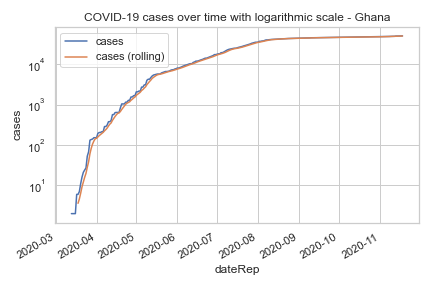 COVID-19 cases over time with logarithmic scale - Ghana
cases
cases (rolling)
10⁴
10³
10²
10¹
cases
2020-03
2020-04
2020-05
2020-06
2020-07
2020-08
2020-09
2020-10
2020-11
dateRep